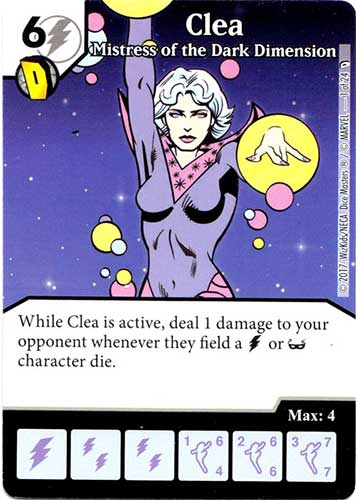 6
Clea
Mistress of the Dark Dimension
© 2017. WizKids/NECA. Dice Masters ® / © MARVEL — 1 of 24
While Clea is active, deal 1 damage to your
opponent whenever they field a or
character die.
Max: 4
1 6 4
2 6 6
3 7 7